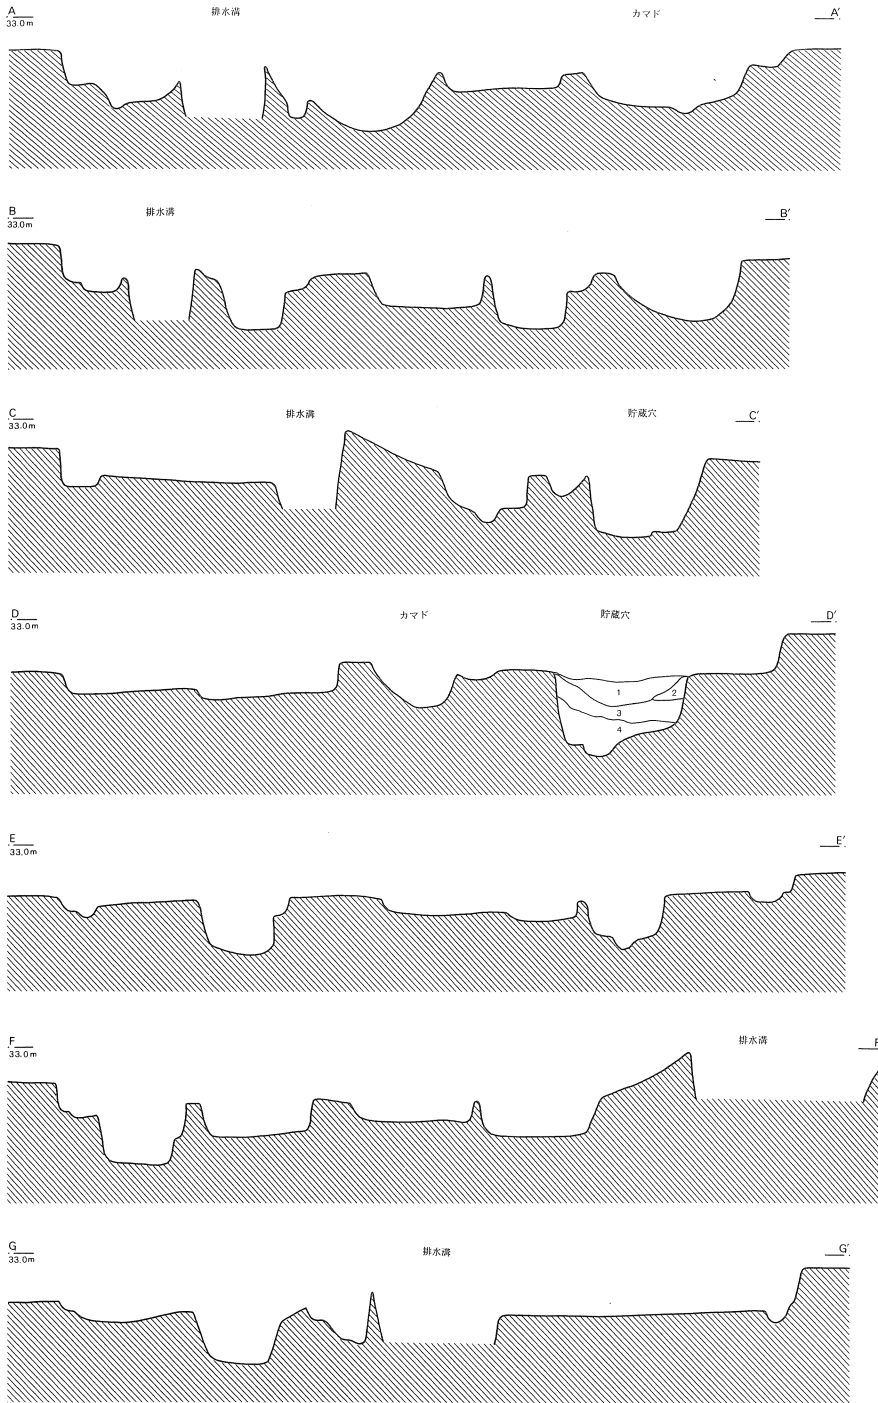 A 排水溝 カマド A′
33.0m
B 排水溝 B′
33.0m
C 排水溝 貯蔵穴 C′
33.0m
D カマド 貯蔵穴 D′
33.0m
1 2
3
4
E E′
33.0m
F 排水溝 F
33.0m
G 排水溝 G′
33.0m